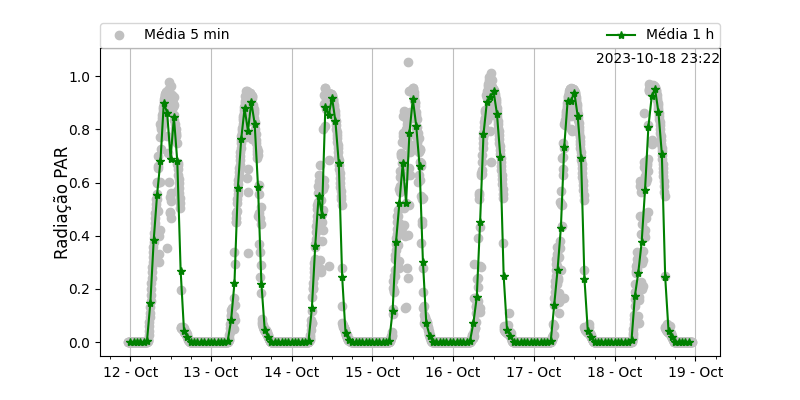 Média 5 min
Média 1 h
2023-10-18 23:22
Radiação PAR
1.0
0.8
0.6
0.4
0.2
0.0
12 - Oct 13 - Oct 14 - Oct 15 - Oct 16 - Oct 17 - Oct 18 - Oct 19 - Oct